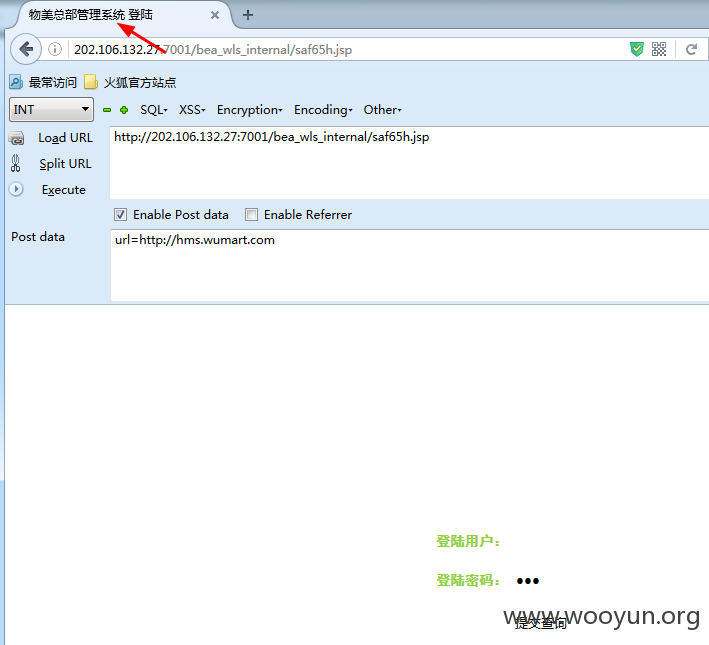 物美总部管理系统 登陆
202.106.132.27:7001/bea_wls_internal/saf65h.jsp
最常访问 火狐官方站点
INT SQL XSS Encryption Encoding Other
Load URL
http://202.106.132.27:7001/bea_wls_internal/saf65h.jsp
Split URL
Execute
Enable Post data Enable Referrer
Post data
url=http://hms.wumart.com
登陆用户：
登陆密码： •••
提交查询
www.wooyun.org